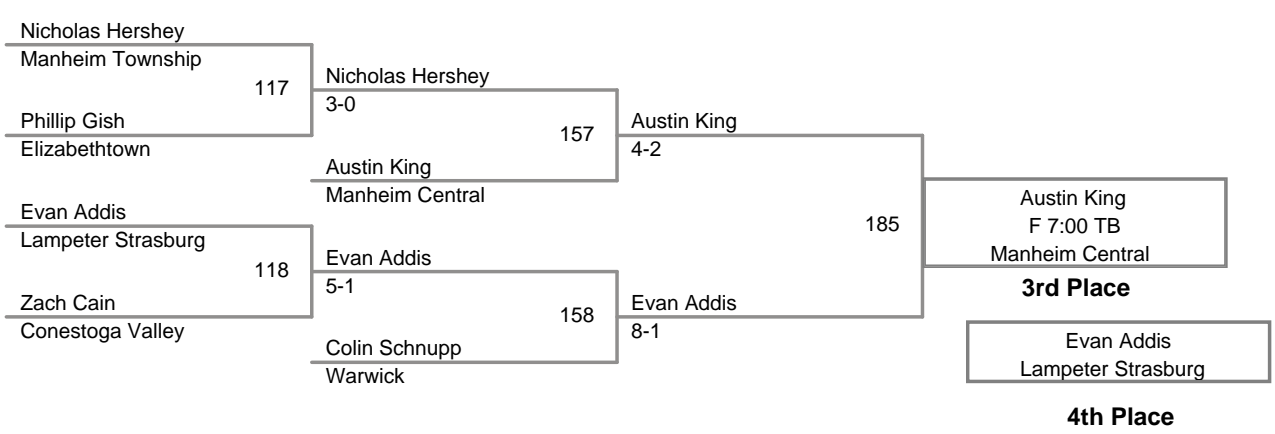 Nicholas Hershey
Manheim Township
117
Phillip Gish
Elizabethtown
Evan Addis
Lampeter Strasburg
118
Zach Cain
Conestoga Valley
Nicholas Hershey
3-0
157
Austin King
Manheim Central
Evan Addis
5-1
158
Colin Schnupp
Warwick
Austin King
4-2
185
Evan Addis
8-1
Austin King
F 7:00 TB
Manheim Central
3rd Place
Evan Addis
Lampeter Strasburg
4th Place